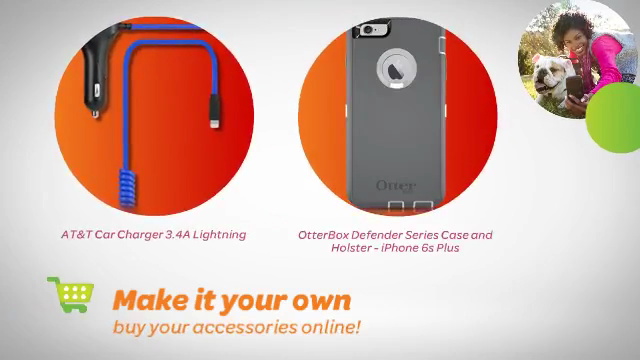 Otter
AT&T Car Charger 3.4A Lightning
OtterBox Defender Series Case and
Holster - iPhone 6s Plus
Make it your own
buy your accessories online!